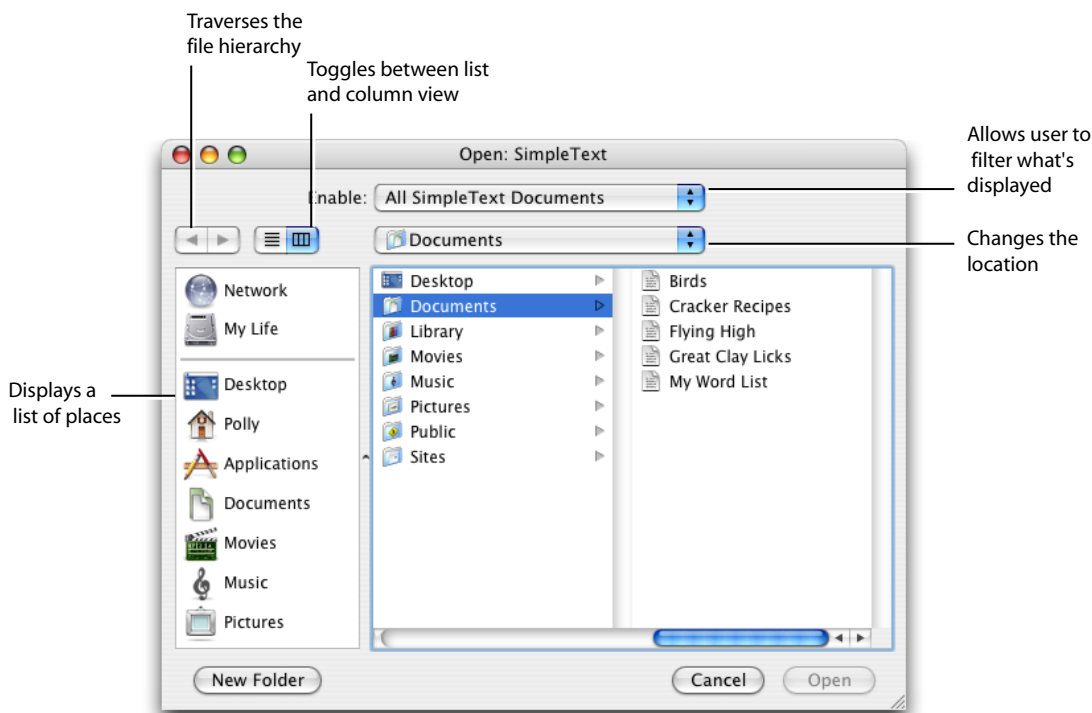 Traverses the
file hierarchy
Toggles between list
and column view
Allows user to
filter what's
displayed
Changes the
location
Displays a
list of places
Open: SimpleText
Enable:
All SimpleText Documents
Documents
Network
My Life
Desktop
Polly
Applications
Documents
Movies
Music
Pictures
Desktop
Documents
Library
Movies
Music
Pictures
Public
Sites
Birds
Cracker Recipes
Flying High
Great Clay Licks
My Word List
New Folder
Cancel
Open